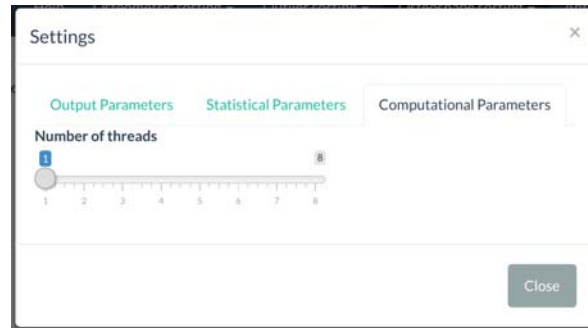 Settings
×
Output Parameters Statistical Parameters Computational Parameters
Number of threads
1 8
1 2 3 4 5 6 7 8
Close